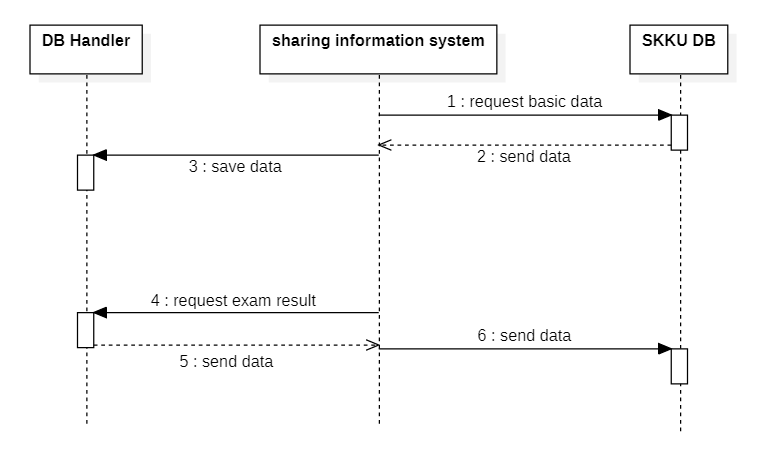 DB Handler
sharing information system
SKKU DB
1 : request basic data
2 : send data
3 : save data
4 : request exam result
5 : send data
6 : send data